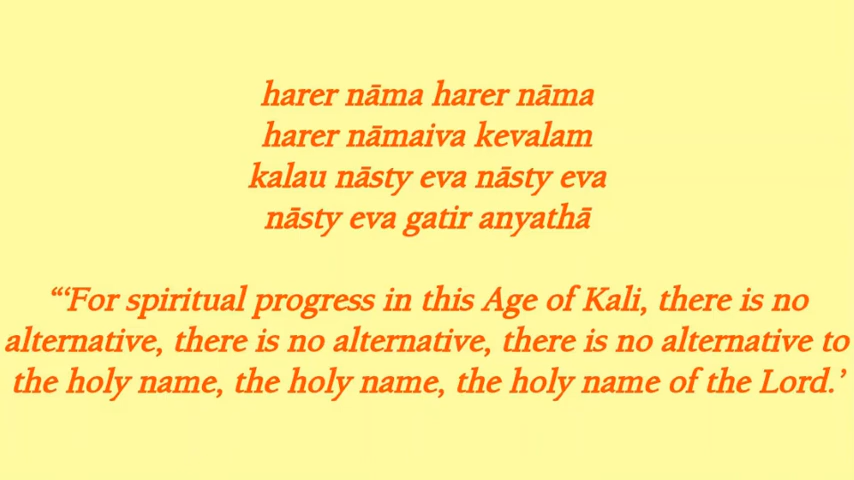 harer nāma harer nāma
harer nāmaiva kevalam
kalau nāsty eva nāsty eva
nāsty eva gatir anyathā
“‘For spiritual progress in this Age of Kali, there is no
alternative, there is no alternative, there is no alternative to
the holy name, the holy name, the holy name of the Lord.’